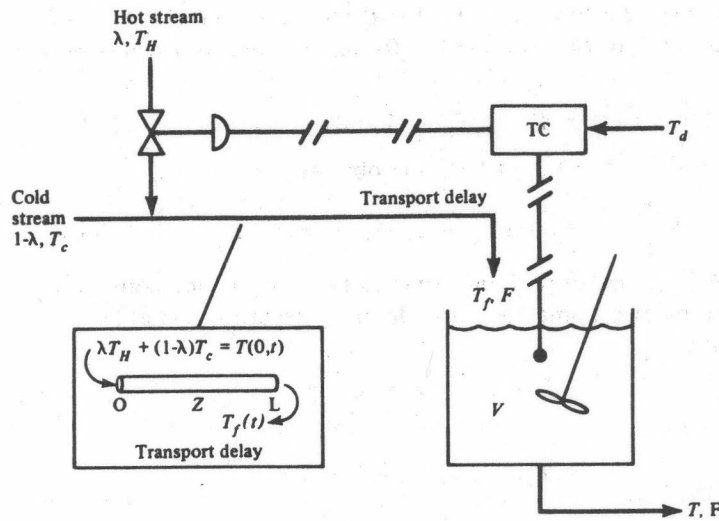 Hot stream
λ, T_H
TC
T_d
Cold
stream
1-λ, T_c
Transport delay
T_f, F
λT_H + (1-λ)T_c = T(0,t)
O Z L
T_f(t)
Transport delay
V
T, F